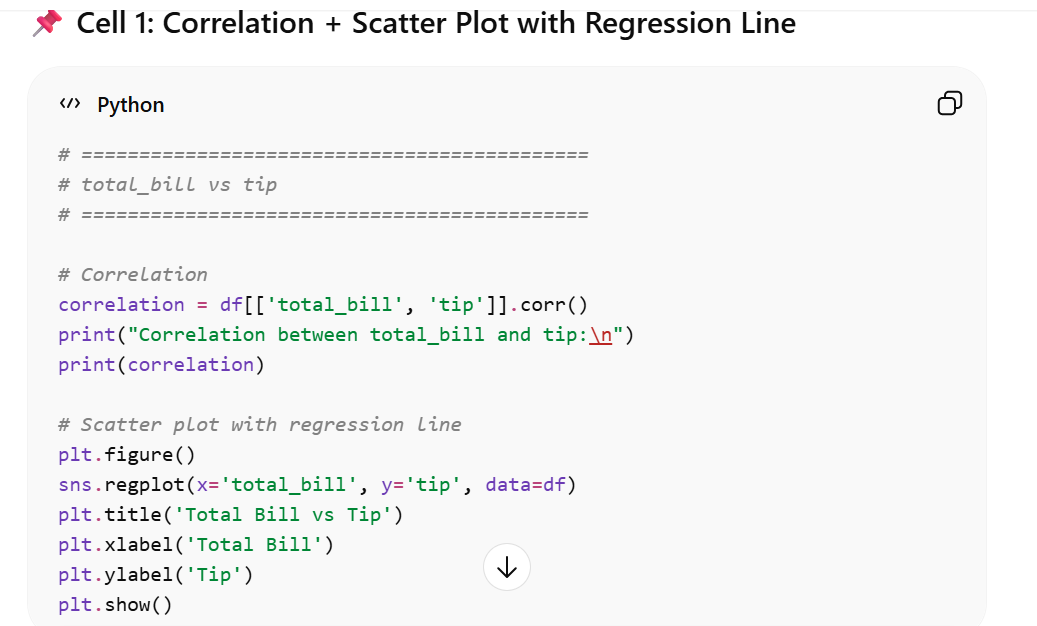 📌 Cell 1: Correlation + Scatter Plot with Regression Line
</> Python
# ============================================
# total_bill vs tip
# ============================================
# Correlation
correlation = df[['total_bill', 'tip']].corr()
print("Correlation between total_bill and tip:\n")
print(correlation)
# Scatter plot with regression line
plt.figure()
sns.regplot(x='total_bill', y='tip', data=df)
plt.title('Total Bill vs Tip')
plt.xlabel('Total Bill')
plt.ylabel('Tip')
plt.show()